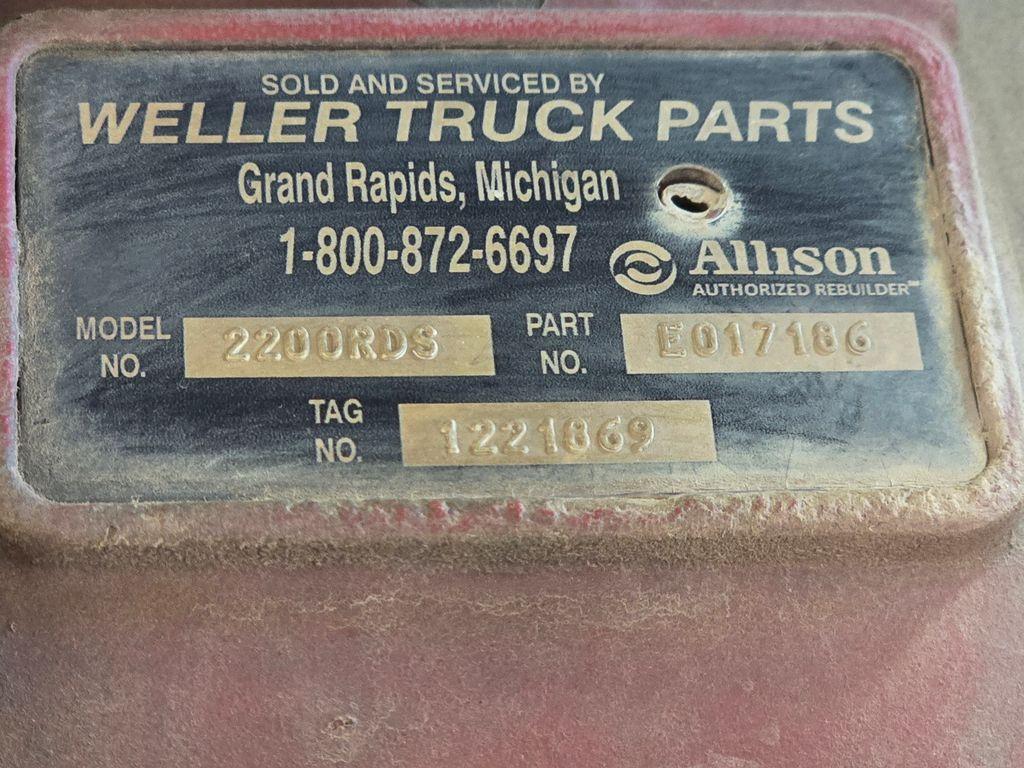 SOLD AND SERVICED BY
WELLER TRUCK PARTS
Grand Rapids, Michigan
1-800-872-6697
Allison
AUTHORIZED REBUILDER
MODEL NO. 2200RDS
PART NO. E017186
TAG NO. 1221869